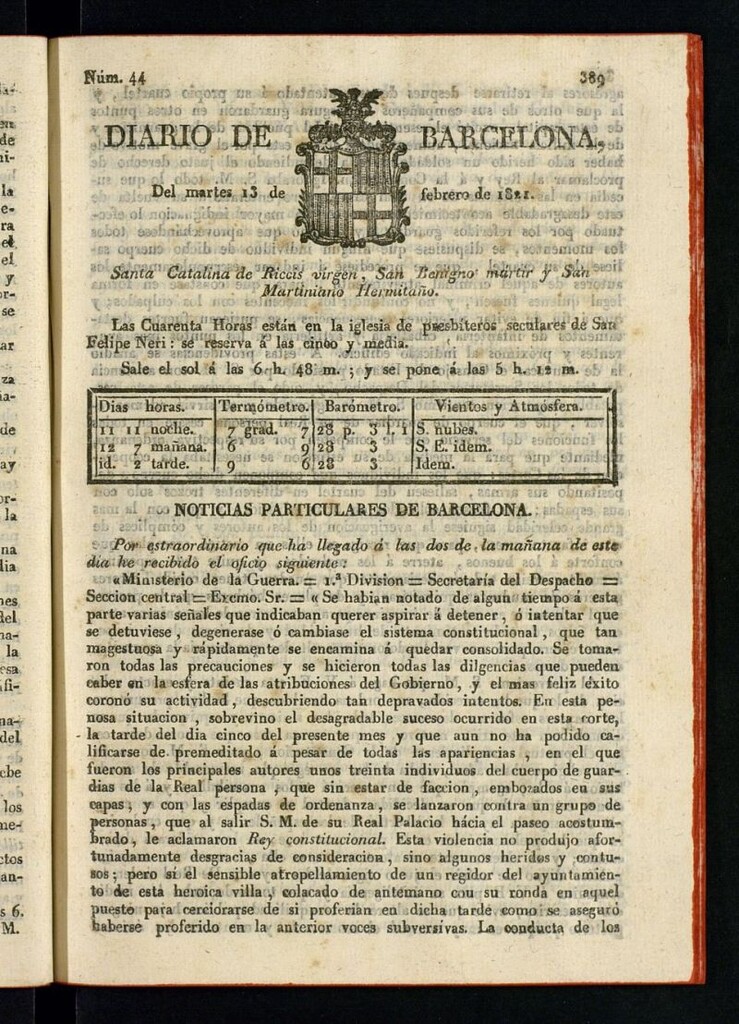 Núm. 44 389
DIARIO DE BARCELONA,
Del martes 13 de febrero de 1821.
Santa Catalina de Riccis virgen, San Benigno mártir y San
Martiniano Hermitaño.
Las Cuarenta Horas están en la iglesia de presbíteros seculares de San
Felipe Neri: se reserva á las cinco y media.
Sale el sol á las 6 h. 48 m. ; y se pone á las 5 h. 12 m.
Dias horas. Termómetro. Barómetro. Vientos y Atmósfera.
11 11 noche. 7 grad. 7 28 p. 3 l. 1 S. nubes.
12 7 mañana. 6 9 28 3 S. E. idem.
id. 2 tarde. 9 6 28 3 Idem.
NOTICIAS PARTICULARES DE BARCELONA.
Por estraordinario que ha llegado á las dos de la mañana de este
dia he recibido el oficio siguiente:
«Ministerio de la Guerra. = 1.ª Division = Secretaría del Despacho =
Seccion central = Excmo. Sr. = « Se habian notado de algun tiempo á esta
parte varias señales que indicaban querer aspirar á detener, ó intentar que
se detuviese, degenerase ó cambiase el sistema constitucional, que tan
magestuosa y rápidamente se encamina á quedar consolidado. Se toma-
ron todas las precauciones y se hicieron todas las dilgencias que pueden
caber en la esfera de las atribuciones del Gobierno, y el mas feliz éxito
coronó su actividad, descubriendo tan depravados intentos. En esta pe-
nosa situacion, sobrevino el desagradable suceso ocurrido en esta corte,
la tarde del dia cinco del presente mes y que aun no ha podido ca-
lificarse de premeditado á pesar de todas las apariencias, en el que
fueron los principales autores unos treinta individuos del cuerpo de guar-
dias de la Real persona, que sin estar de faccion, embozados en sus
capas, y con las espadas de ordenanza, se lanzaron contra un grupo de
personas, que al salir S. M. de su Real Palacio hácia el paseo acostum-
brado, le aclamaron Rey constitucional. Esta violencia no produjo afor-
tunadamente desgracias de consideracion, sino algunos heridos y contu-
sos; pero sí el sensible atropellamiento de un regidor del ayuntamien-
to de esta heroica villa, colacado de antemano cou su ronda en aquel
puesto para cerciorarse de si proferian en dicha tarde como se aseguró
haberse proferido en la anterior voces subversivas. La conducta de los